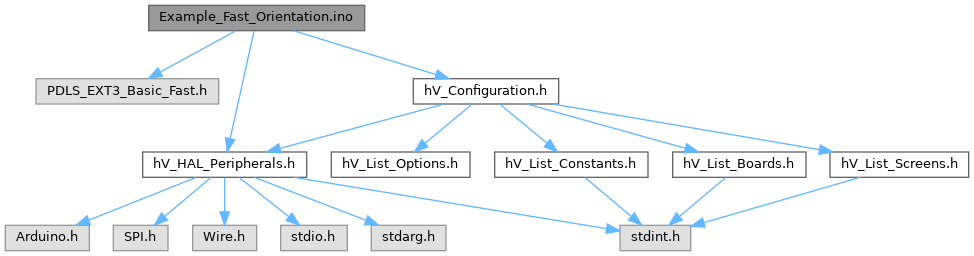 Example_Fast_Orientation.ino
PDLS_EXT3_Basic_Fast.h
hV_Configuration.h
hV_HAL_Peripherals.h
hV_List_Options.h
hV_List_Constants.h
hV_List_Boards.h
hV_List_Screens.h
Arduino.h
SPI.h
Wire.h
stdio.h
stdarg.h
stdint.h